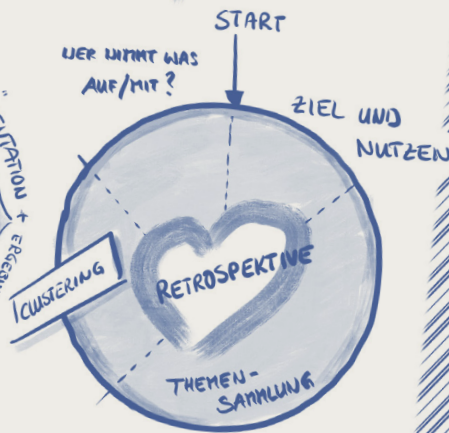 START
WER NIMMT WAS
AUF/MIT?
ZIEL UND
NUTZEN
CLUSTERING
RETROSPEKTIVE
THEMEN-
SAMMLUNG